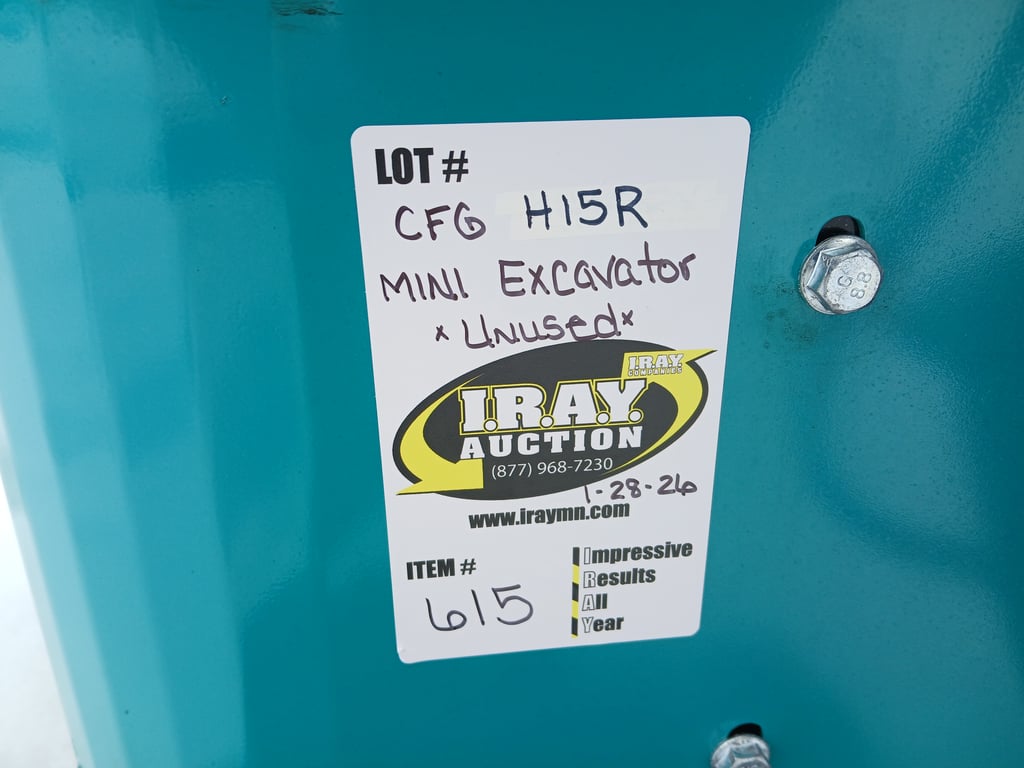 LOT #
CFG H15R
MINI EXCAVATOR
x UNUSED x
I.R.A.Y.
COMPANIES
I.R.A.Y.
AUCTION
(877) 968-7230
1-28-26
www.iraymn.com
ITEM #
615
Impressive
Results
All
Year
8.8
G